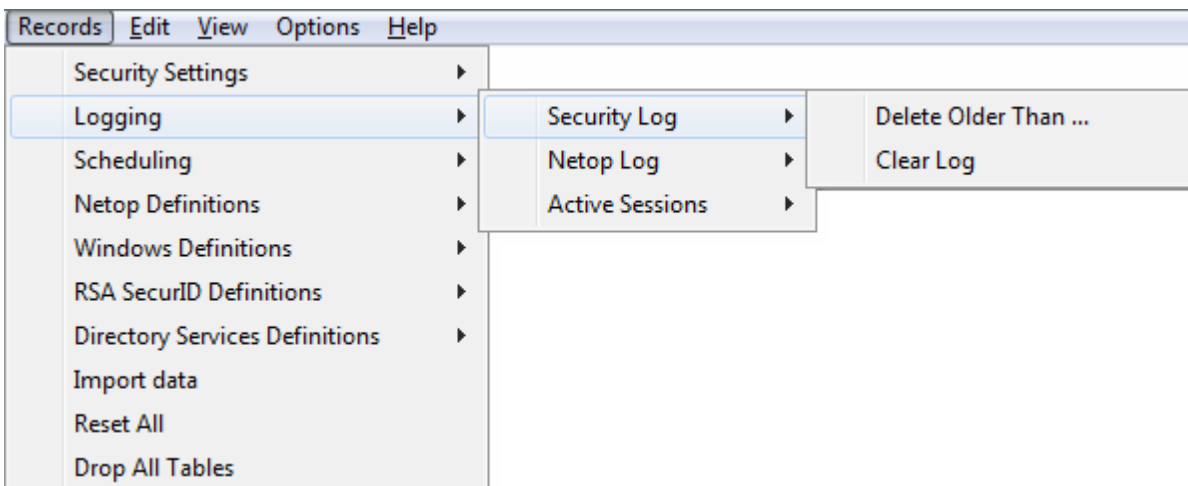 Records Edit View Options Help
Security Settings
Logging
Security Log
Delete Older Than ...
Clear Log
Netop Log
Active Sessions
Scheduling
Netop Definitions
Windows Definitions
RSA SecurID Definitions
Directory Services Definitions
Import data
Reset All
Drop All Tables